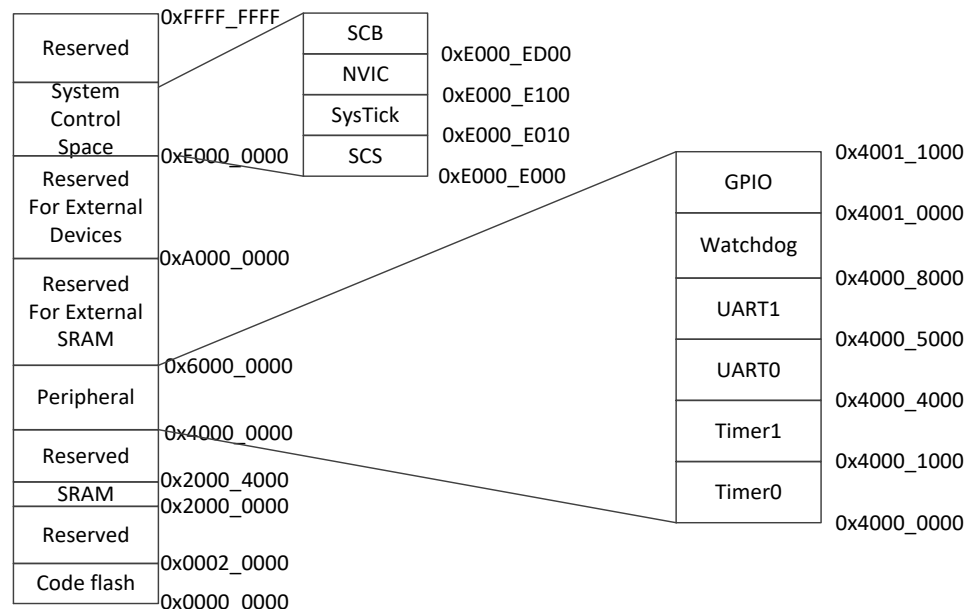 0xFFFF_FFFF
Reserved
System
Control
Space
0xE000_0000
Reserved
For External
Devices
0xA000_0000
Reserved
For External
SRAM
0x6000_0000
Peripheral
0x4000_0000
Reserved
0x2000_4000
SRAM
0x2000_0000
Reserved
0x0002_0000
Code flash
0x0000_0000
SCB
0xE000_ED00
NVIC
0xE000_E100
SysTick
0xE000_E010
SCS
0xE000_E000
0x4001_1000
GPIO
0x4001_0000
Watchdog
0x4000_8000
UART1
0x4000_5000
UART0
0x4000_4000
Timer1
0x4000_1000
Timer0
0x4000_0000